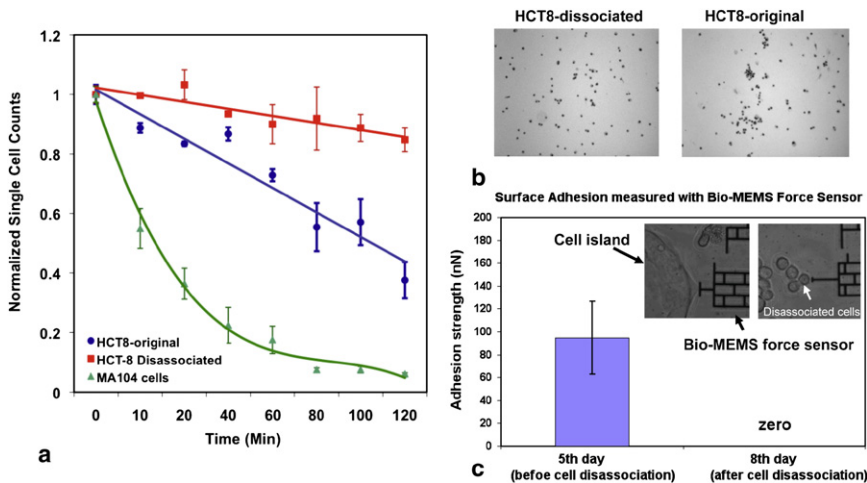 Normalized Single Cell Counts
1.2
1
0.8
0.6
0.4
0.2
0
HCT8-original
HCT-8 Disassociated
MA104 cells
0
10
20
40
60
80
100
120
Time (Min)
a
HCT8-dissociated
HCT8-original
b
Surface Adhesion measured with Bio-MEMS Force Sensor
Adhesion strength (nN)
200
180
160
140
120
100
80
60
40
20
0
Cell island
Disassociated cells
Bio-MEMS force sensor
zero
5th day
(befoe cell disassociation)
8th day
(after cell disassociation)
c